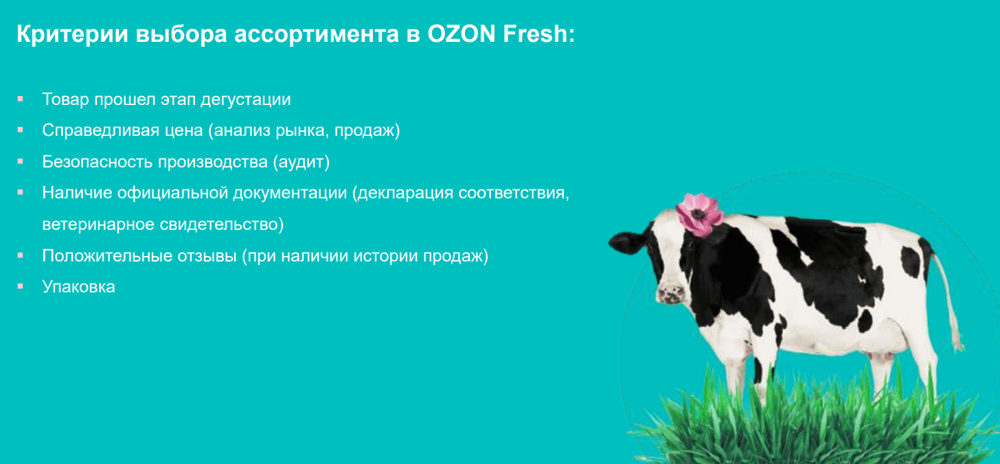 Критерии выбора ассортимента в OZON Fresh:
Товар прошел этап дегустации
Справедливая цена (анализ рынка, продаж)
Безопасность производства (аудит)
Наличие официальной документации (декларация соответствия,
ветеринарное свидетельство)
Положительные отзывы (при наличии истории продаж)
Упаковка